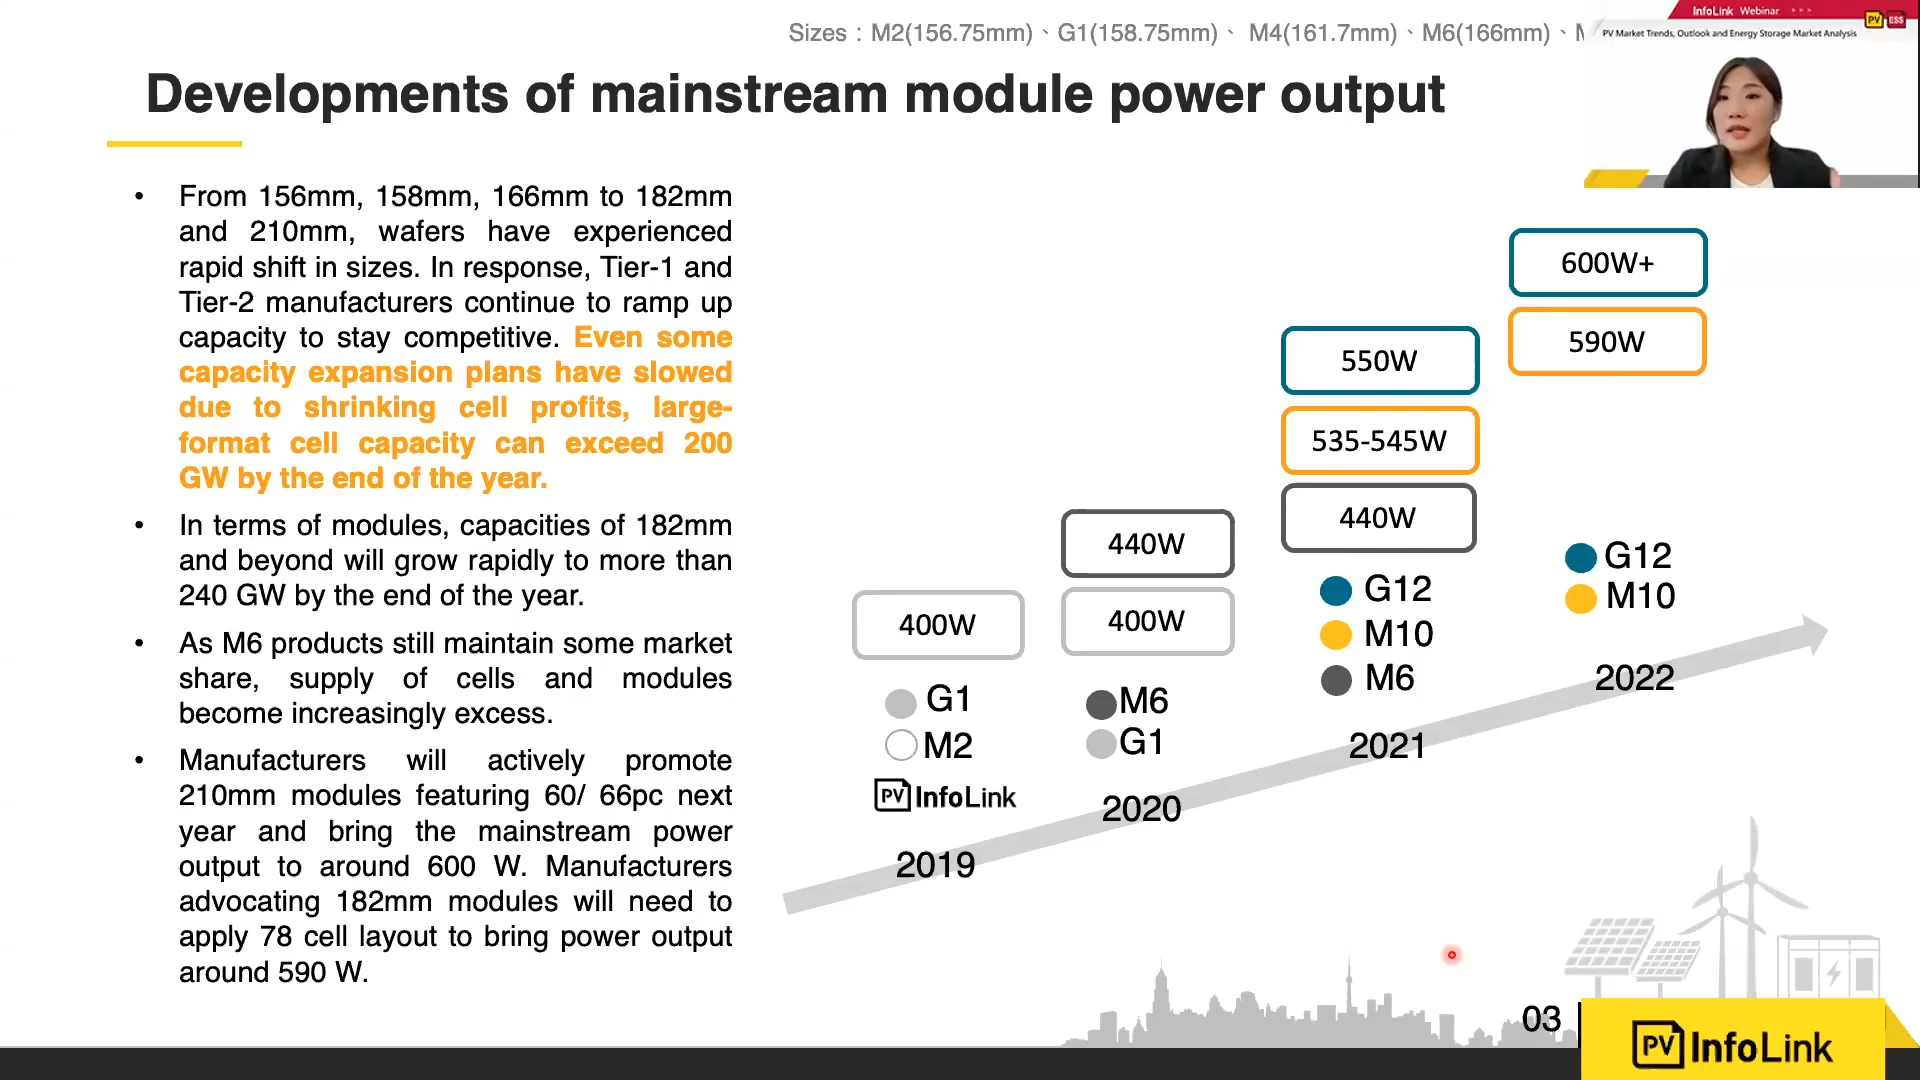 Sizes：M2(156.75mm)、G1(158.75mm)、 M4(161.7mm)、M6(166mm)、
InfoLink Webinar
PV ESS
PV Market Trends, Outlook and Energy Storage Market Analysis
Developments of mainstream module power output
• From 156mm, 158mm, 166mm to 182mm
and 210mm, wafers have experienced
rapid shift in sizes. In response, Tier-1 and
Tier-2 manufacturers continue to ramp up
capacity to stay competitive. Even some
capacity expansion plans have slowed
due to shrinking cell profits, large-
format cell capacity can exceed 200
GW by the end of the year.
• In terms of modules, capacities of 182mm
and beyond will grow rapidly to more than
240 GW by the end of the year.
• As M6 products still maintain some market
share, supply of cells and modules
become increasingly excess.
• Manufacturers will actively promote
210mm modules featuring 60/ 66pc next
year and bring the mainstream power
output to around 600 W. Manufacturers
advocating 182mm modules will need to
apply 78 cell layout to bring power output
around 590 W.
400W
G1
M2
PV InfoLink
2019
440W
400W
M6
G1
2020
550W
535-545W
440W
G12
M10
M6
2021
600W+
590W
G12
M10
2022
03
PV InfoLink